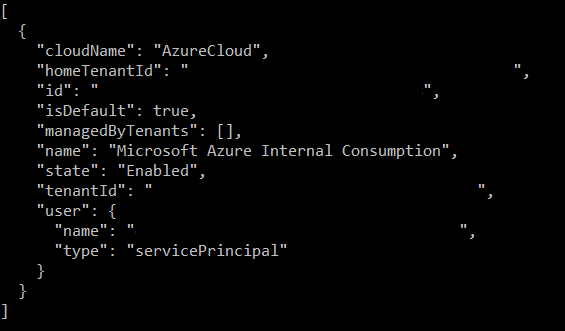 [
  {
    "cloudName": "AzureCloud",
    "homeTenantId": "                                    ",
    "id": "                                    ",
    "isDefault": true,
    "managedByTenants": [],
    "name": "Microsoft Azure Internal Consumption",
    "state": "Enabled",
    "tenantId": "                                    ",
    "user": {
      "name": "                                    ",
      "type": "servicePrincipal"
    }
  }
]